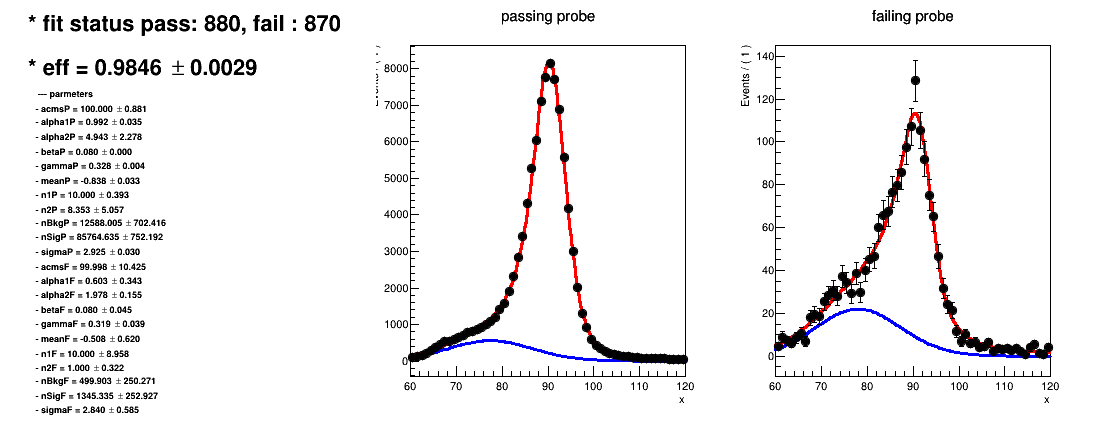 * fit status pass: 880, fail : 870
* eff = 0.9846 ± 0.0029
--- parmeters
- acmsP = 100.000 ± 0.881
- alpha1P = 0.992 ± 0.035
- alpha2P = 4.943 ± 2.278
- betaP = 0.080 ± 0.000
- gammaP = 0.328 ± 0.004
- meanP = -0.838 ± 0.033
- n1P = 10.000 ± 0.393
- n2P = 8.353 ± 5.057
- nBkgP = 12588.005 ± 702.416
- nSigP = 85764.635 ± 752.192
- sigmaP = 2.925 ± 0.030
- acmsF = 99.998 ± 10.425
- alpha1F = 0.603 ± 0.343
- alpha2F = 1.978 ± 0.155
- betaF = 0.080 ± 0.045
- gammaF = 0.319 ± 0.039
- meanF = -0.508 ± 0.620
- n1F = 10.000 ± 8.958
- n2F = 1.000 ± 0.322
- nBkgF = 499.903 ± 250.271
- nSigF = 1345.335 ± 252.927
- sigmaF = 2.840 ± 0.585
passing probe
8000
7000
6000
5000
4000
3000
2000
1000
0
60 70 80 90 100 110 120
x
failing probe
Events / ( 1 )
140
120
100
80
60
40
20
0
60 70 80 90 100 110 120
x